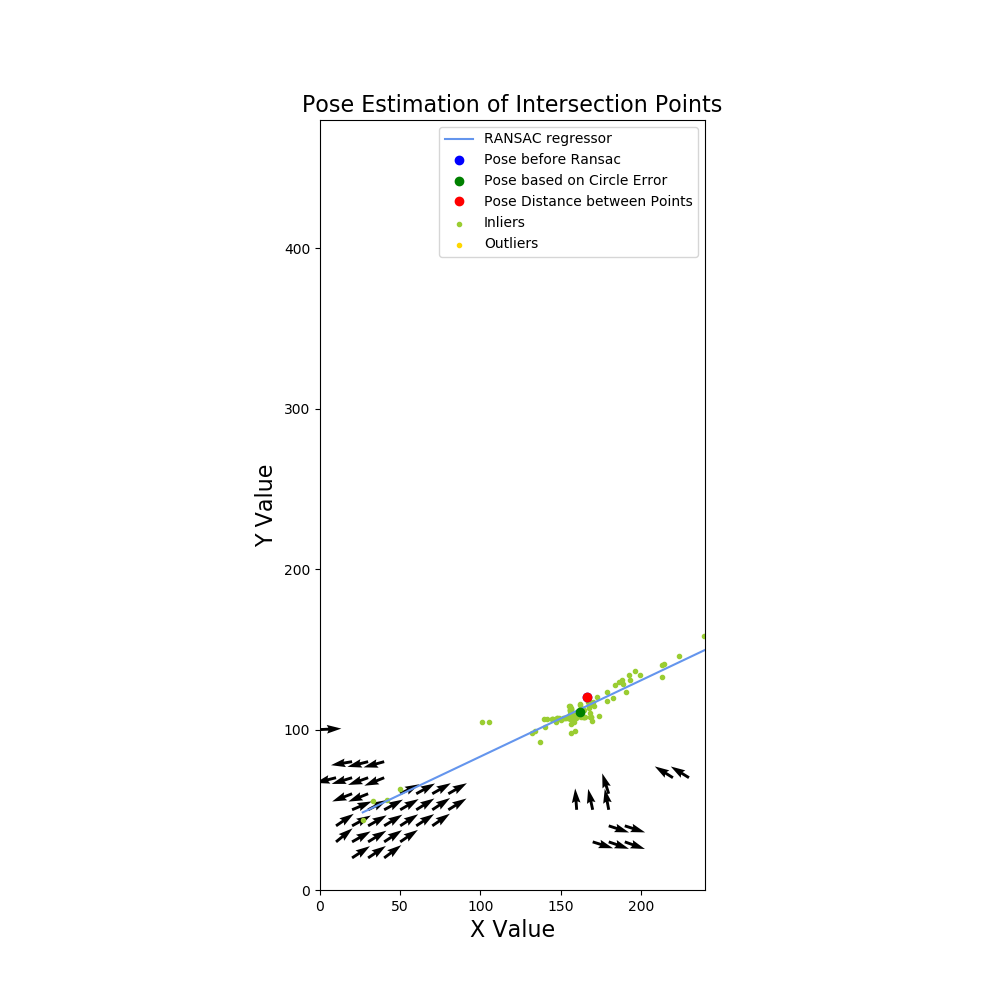 Pose Estimation of Intersection Points
RANSAC regressor
Pose before Ransac
Pose based on Circle Error
Pose Distance between Points
Inliers
Outliers
400
300
200
100
0
Y Value
0 50 100 150 200
X Value